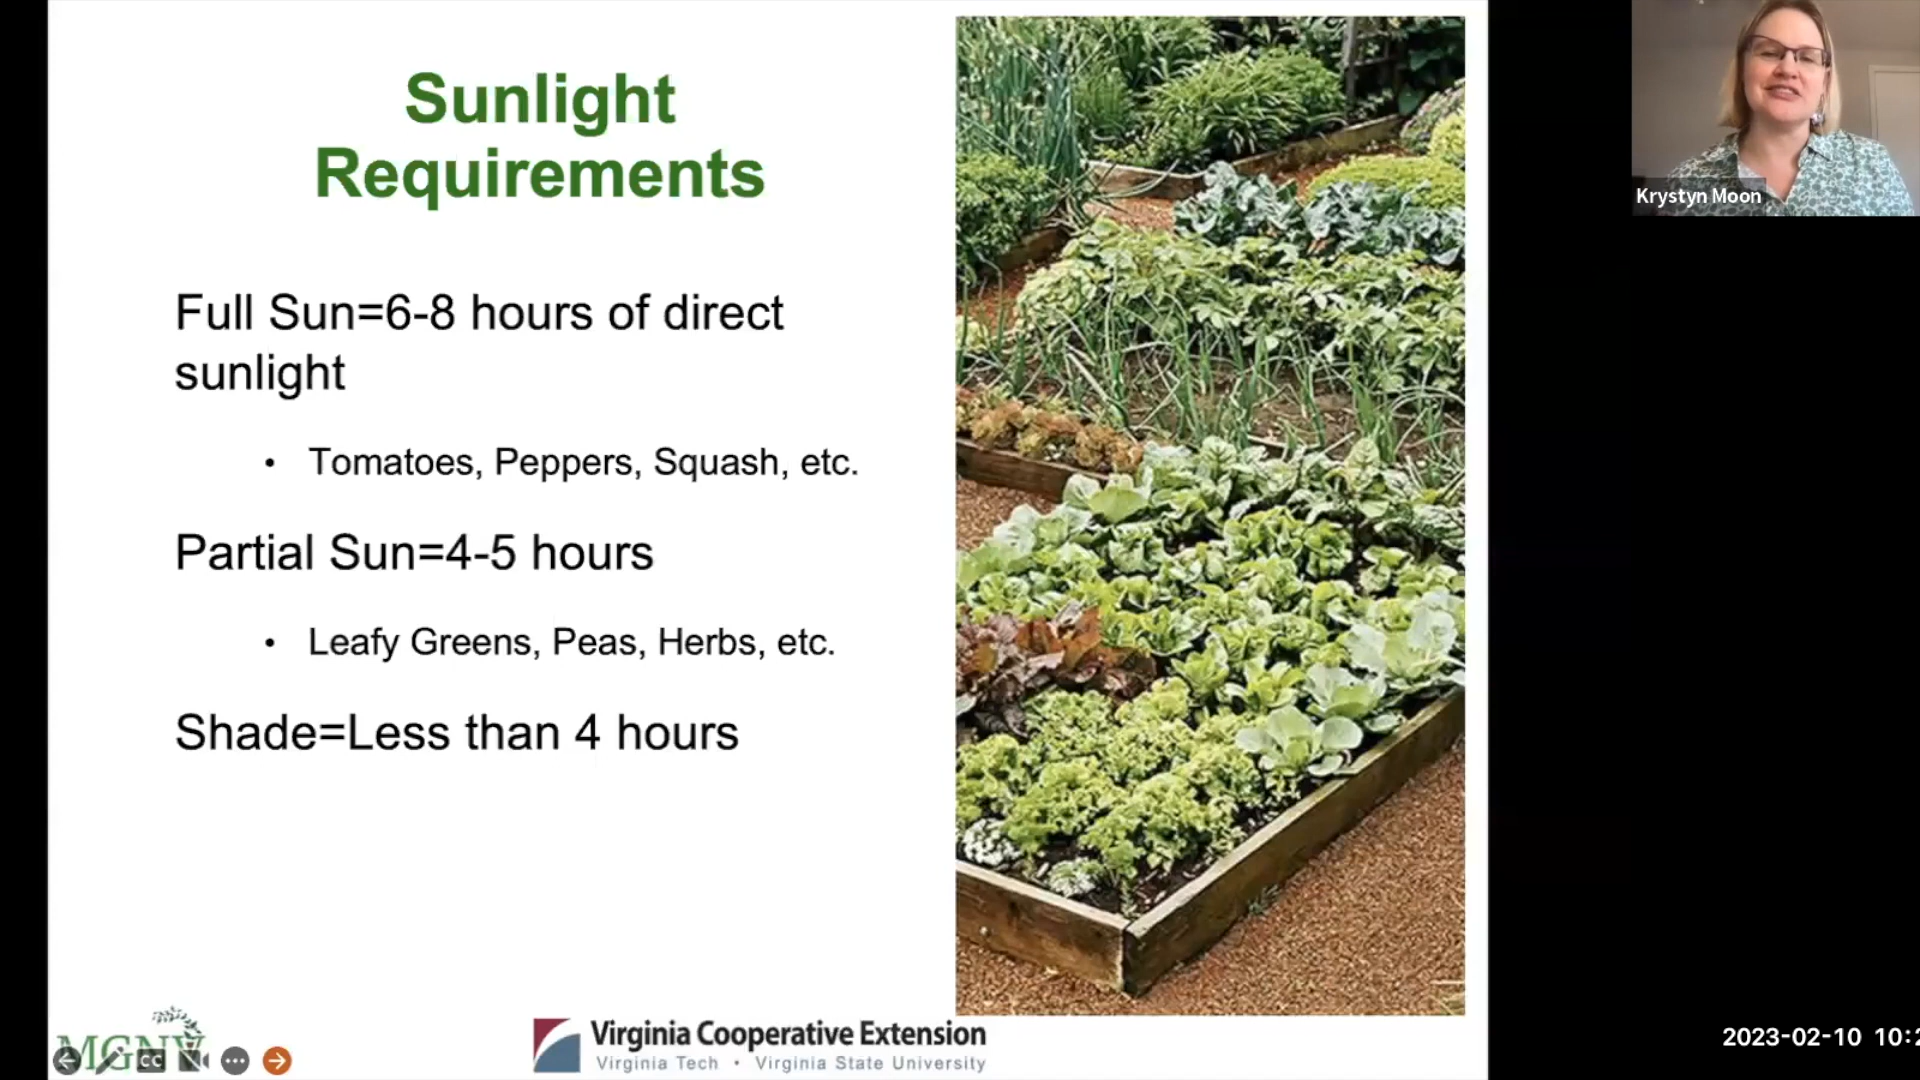 Sunlight
Requirements
Full Sun=6-8 hours of direct
sunlight
• Tomatoes, Peppers, Squash, etc.
Partial Sun=4-5 hours
• Leafy Greens, Peas, Herbs, etc.
Shade=Less than 4 hours
MGNV
CC
Virginia Cooperative Extension
Virginia Tech • Virginia State University
Krystyn Moon
2023-02-10 10:2